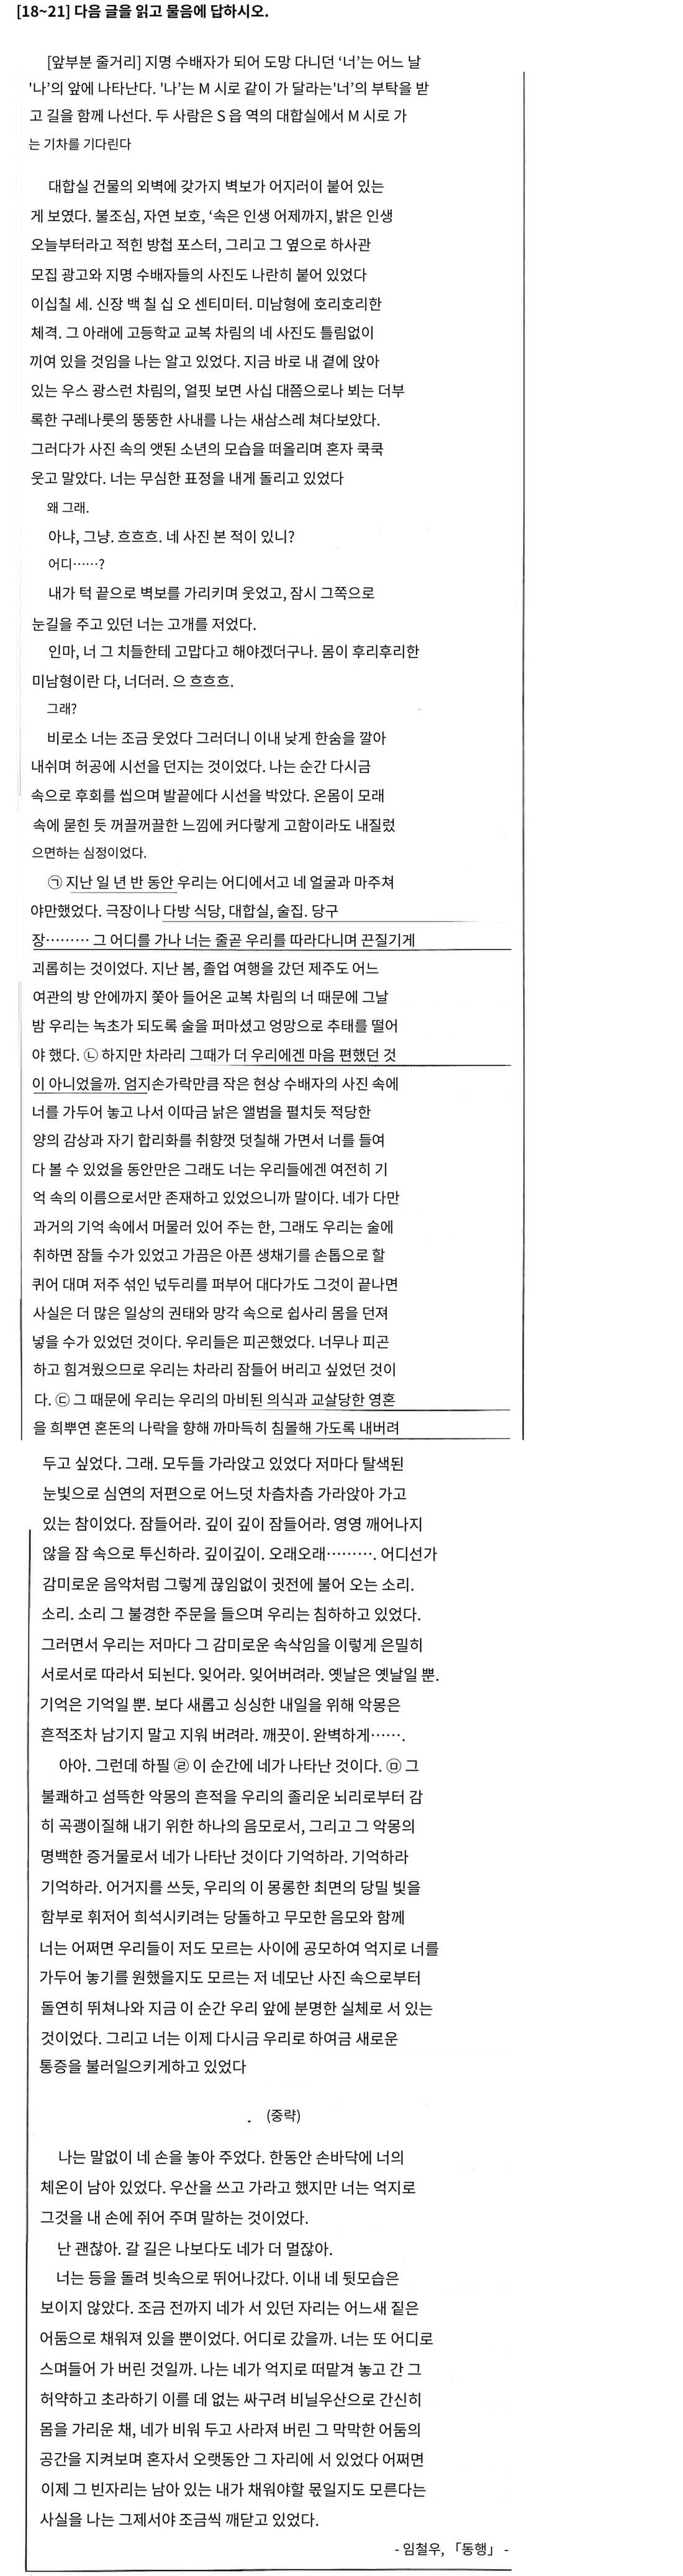 [18~21] 다음 글을 읽고 물음에 답하시오.
[앞부분 줄거리] 지명 수배자가 되어 도망 다니던 ‘너’는 어느 날
'나’의 앞에 나타난다. '나’는 M 시로 같이 가 달라는'너’의 부탁을 받
고 길을 함께 나선다. 두 사람은 S 읍 역의 대합실에서 M 시로 가
는 기차를 기다린다
대합실 건물의 외벽에 갖가지 벽보가 어지러이 붙어 있는
게 보였다. 불조심, 자연 보호, ‘속은 인생 어제까지, 밝은 인생
오늘부터라고 적힌 방첩 포스터, 그리고 그 옆으로 하사관
모집 광고와 지명 수배자들의 사진도 나란히 붙어 있었다
이십칠 세. 신장 백 칠 십 오 센티미터. 미남형에 호리호리한
체격. 그 아래에 고등학교 교복 차림의 네 사진도 틀림없이
끼여 있을 것임을 나는 알고 있었다. 지금 바로 내 곁에 앉아
있는 우스 광스런 차림의, 얼핏 보면 사십 대쯤으로나 뵈는 더부
룩한 구레나룻의 뚱뚱한 사내를 나는 새삼스레 쳐다보았다.
그러다가 사진 속의 앳된 소년의 모습을 떠올리며 혼자 쿡쿡
웃고 말았다. 너는 무심한 표정을 내게 돌리고 있었다
왜 그래.
아냐, 그냥. 흐흐흐. 네 사진 본 적이 있니?
어디……?
내가 턱 끝으로 벽보를 가리키며 웃었고, 잠시 그쪽으로
눈길을 주고 있던 너는 고개를 저었다.
인마, 너 그 치들한테 고맙다고 해야겠더구나. 몸이 후리후리한
미남형이란 다, 너더러. 으 흐흐흐.
그래?
비로소 너는 조금 웃었다 그러더니 이내 낮게 한숨을 깔아
내쉬며 허공에 시선을 던지는 것이었다. 나는 순간 다시금
속으로 후회를 씹으며 발끝에다 시선을 박았다. 온몸이 모래
속에 묻힌 듯 꺼끌꺼끌한 느낌에 커다랗게 고함이라도 내질렀
으면하는 심정이었다.
㉠ 지난 일 년 반 동안 우리는 어디에서고 네 얼굴과 마주쳐
야만했었다. 극장이나 다방 식당, 대합실, 술집. 당구
장……… 그 어디를 가나 너는 줄곧 우리를 따라다니며 끈질기게
괴롭히는 것이었다. 지난 봄, 졸업 여행을 갔던 제주도 어느
여관의 방 안에까지 쫓아 들어온 교복 차림의 너 때문에 그날
밤 우리는 녹초가 되도록 술을 퍼마셨고 엉망으로 추태를 떨어
야 했다. ㉡ 하지만 차라리 그때가 더 우리에겐 마음 편했던 것
이 아니었을까. 엄지손가락만큼 작은 현상 수배자의 사진 속에
너를 가두어 놓고 나서 이따금 낡은 앨범을 펼치듯 적당한
양의 감상과 자기 합리화를 취향껏 덧칠해 가면서 너를 들여
다 볼 수 있었을 동안만은 그래도 너는 우리들에겐 여전히 기
억 속의 이름으로서만 존재하고 있었으니까 말이다. 네가 다만
과거의 기억 속에서 머물러 있어 주는 한, 그래도 우리는 술에
취하면 잠들 수가 있었고 가끔은 아픈 생채기를 손톱으로 할
퀴어 대며 저주 섞인 넋두리를 퍼부어 대다가도 그것이 끝나면
사실은 더 많은 일상의 권태와 망각 속으로 쉽사리 몸을 던져
넣을 수가 있었던 것이다. 우리들은 피곤했었다. 너무나 피곤
하고 힘겨웠으므로 우리는 차라리 잠들어 버리고 싶었던 것이
다. ㉢ 그 때문에 우리는 우리의 마비된 의식과 교살당한 영혼
을 희뿌연 혼돈의 나락을 향해 까마득히 침몰해 가도록 내버려
두고 싶었다. 그래. 모두들 가라앉고 있었다 저마다 탈색된
눈빛으로 심연의 저편으로 어느덧 차츰차츰 가라앉아 가고
있는 참이었다. 잠들어라. 깊이 깊이 잠들어라. 영영 깨어나지
않을 잠 속으로 투신하라. 깊이깊이. 오래오래………. 어디선가
감미로운 음악처럼 그렇게 끊임없이 귓전에 불어 오는 소리.
소리. 소리 그 불경한 주문을 들으며 우리는 침하하고 있었다.
그러면서 우리는 저마다 그 감미로운 속삭임을 이렇게 은밀히
서로서로 따라서 되뇐다. 잊어라. 잊어버려라. 옛날은 옛날일 뿐.
기억은 기억일 뿐. 보다 새롭고 싱싱한 내일을 위해 악몽은
흔적조차 남기지 말고 지워 버려라. 깨끗이. 완벽하게…….
아아. 그런데 하필 ㉣ 이 순간에 네가 나타난 것이다. ㉤ 그
불쾌하고 섬뜩한 악몽의 흔적을 우리의 졸리운 뇌리로부터 감
히 곡괭이질해 내기 위한 하나의 음모로서, 그리고 그 악몽의
명백한 증거물로서 네가 나타난 것이다 기억하라. 기억하라
기억하라. 어거지를 쓰듯, 우리의 이 몽롱한 최면의 당밀 빛을
함부로 휘저어 희석시키려는 당돌하고 무모한 음모와 함께
너는 어쩌면 우리들이 저도 모르는 사이에 공모하여 억지로 너를
가두어 놓기를 원했을지도 모르는 저 네모난 사진 속으로부터
돌연히 뛰쳐나와 지금 이 순간 우리 앞에 분명한 실체로 서 있는
것이었다. 그리고 너는 이제 다시금 우리로 하여금 새로운
통증을 불러일으키게하고 있었다
(중략)
나는 말없이 네 손을 놓아 주었다. 한동안 손바닥에 너의
체온이 남아 있었다. 우산을 쓰고 가라고 했지만 너는 억지로
그것을 내 손에 쥐어 주며 말하는 것이었다.
난 괜찮아. 갈 길은 나보다도 네가 더 멀잖아.
너는 등을 돌려 빗속으로 뛰어나갔다. 이내 네 뒷모습은
보이지 않았다. 조금 전까지 네가 서 있던 자리는 어느새 짙은
어둠으로 채워져 있을 뿐이었다. 어디로 갔을까. 너는 또 어디로
스며들어 가 버린 것일까. 나는 네가 억지로 떠맡겨 놓고 간 그
허약하고 초라하기 이를 데 없는 싸구려 비닐우산으로 간신히
몸을 가리운 채, 네가 비워 두고 사라져 버린 그 막막한 어둠의
공간을 지켜보며 혼자서 오랫동안 그 자리에 서 있었다 어쩌면
이제 그 빈자리는 남아 있는 내가 채워야할 몫일지도 모른다는
사실을 나는 그제서야 조금씩 깨닫고 있었다.
- 임철우, 「동행」 -